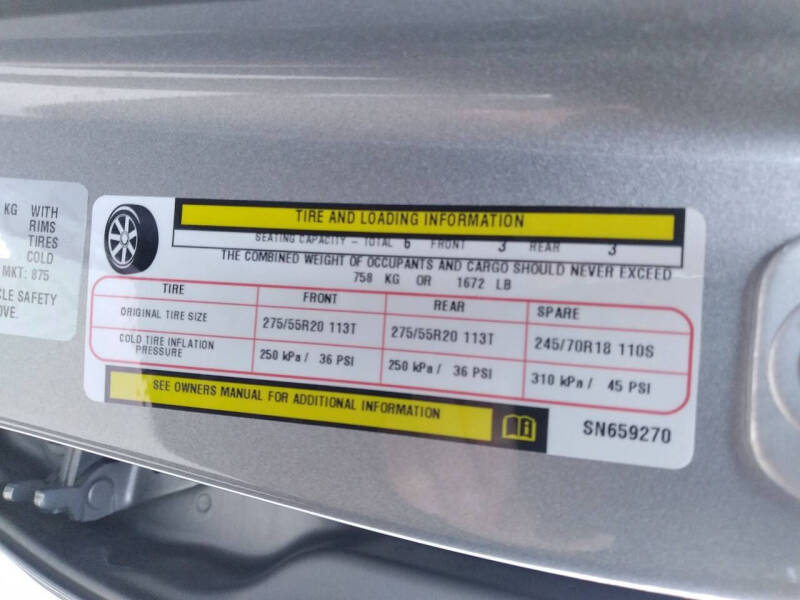 KG WITH
RIMS
TIRES
COLD
MKT: 875
CLE SAFETY
OVE.
TIRE AND LOADING INFORMATION
SEATING CAPACITY - TOTAL 6 FRONT 3 REAR 3
THE COMBINED WEIGHT OF OCCUPANTS AND CARGO SHOULD NEVER EXCEED
758 KG OR 1672 LB
TIRE FRONT REAR SPARE
ORIGINAL TIRE SIZE 275/55R20 113T 275/55R20 113T 245/70R18 110S
COLD TIRE INFLATION
PRESSURE 250 kPa / 36 PSI 250 kPa / 36 PSI 310 kPa / 45 PSI
SEE OWNERS MANUAL FOR ADDITIONAL INFORMATION
SN659270